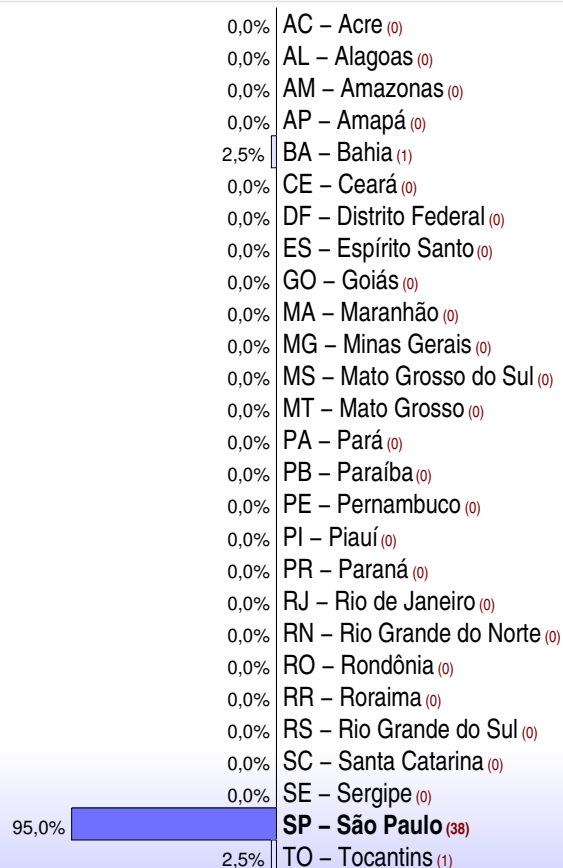 0,0% AC – Acre (0)
0,0% AL – Alagoas (0)
0,0% AM – Amazonas (0)
0,0% AP – Amapá (0)
2,5% BA – Bahia (1)
0,0% CE – Ceará (0)
0,0% DF – Distrito Federal (0)
0,0% ES – Espírito Santo (0)
0,0% GO – Goiás (0)
0,0% MA – Maranhão (0)
0,0% MG – Minas Gerais (0)
0,0% MS – Mato Grosso do Sul (0)
0,0% MT – Mato Grosso (0)
0,0% PA – Pará (0)
0,0% PB – Paraíba (0)
0,0% PE – Pernambuco (0)
0,0% PI – Piauí (0)
0,0% PR – Paraná (0)
0,0% RJ – Rio de Janeiro (0)
0,0% RN – Rio Grande do Norte (0)
0,0% RO – Rondônia (0)
0,0% RR – Roraima (0)
0,0% RS – Rio Grande do Sul (0)
0,0% SC – Santa Catarina (0)
0,0% SE – Sergipe (0)
95,0% SP – São Paulo (38)
2,5% TO – Tocantins (1)